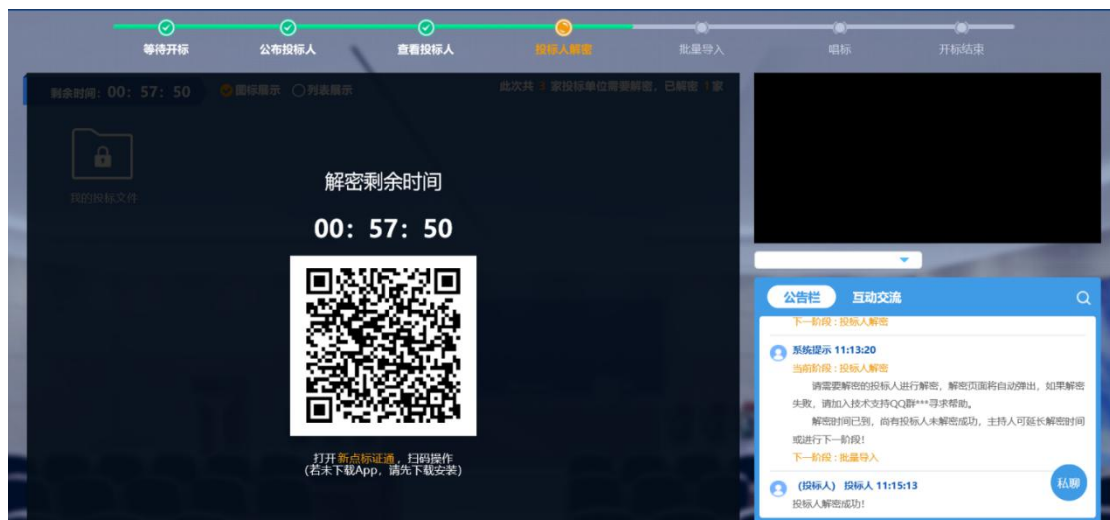 等待开标
公布投标人
查看投标人
投标人解密
批量导入
唱标
开标结束
剩余时间：00：57：50
图标展示
列表展示
此次共 3 家投标单位需要解密，已解密 1 家
我的投标文件
解密剩余时间
00：57：50
打开新点标证通，扫码操作
(若未下载App，请先下载安装)
公告栏
互动交流
下一阶段 : 投标人解密
系统提示 11:13:20
当前阶段 : 投标人解密
请需要解密的投标人进行解密，解密页面将自动弹出，如果解密
失败，请加入技术支持QQ群***寻求帮助。
解密时间已到，尚有投标人未解密成功，主持人可延长解密时间
或进行下一阶段！
下一阶段 : 批量导入
(投标人) 投标人 11:15:13
投标人解密成功！
私聊